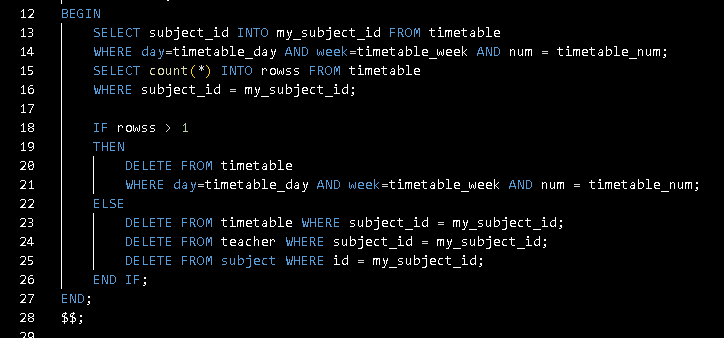 12 BEGIN
13 SELECT subject_id INTO my_subject_id FROM timetable
14 WHERE day=timetable_day AND week=timetable_week AND num = timetable_num;
15 SELECT count(*) INTO rowss FROM timetable
16 WHERE subject_id = my_subject_id;
17
18 IF rowss > 1
19 THEN
20 DELETE FROM timetable
21 WHERE day=timetable_day AND week=timetable_week AND num = timetable_num;
22 ELSE
23 DELETE FROM timetable WHERE subject_id = my_subject_id;
24 DELETE FROM teacher WHERE subject_id = my_subject_id;
25 DELETE FROM subject WHERE id = my_subject_id;
26 END IF;
27 END;
28 $$;
29